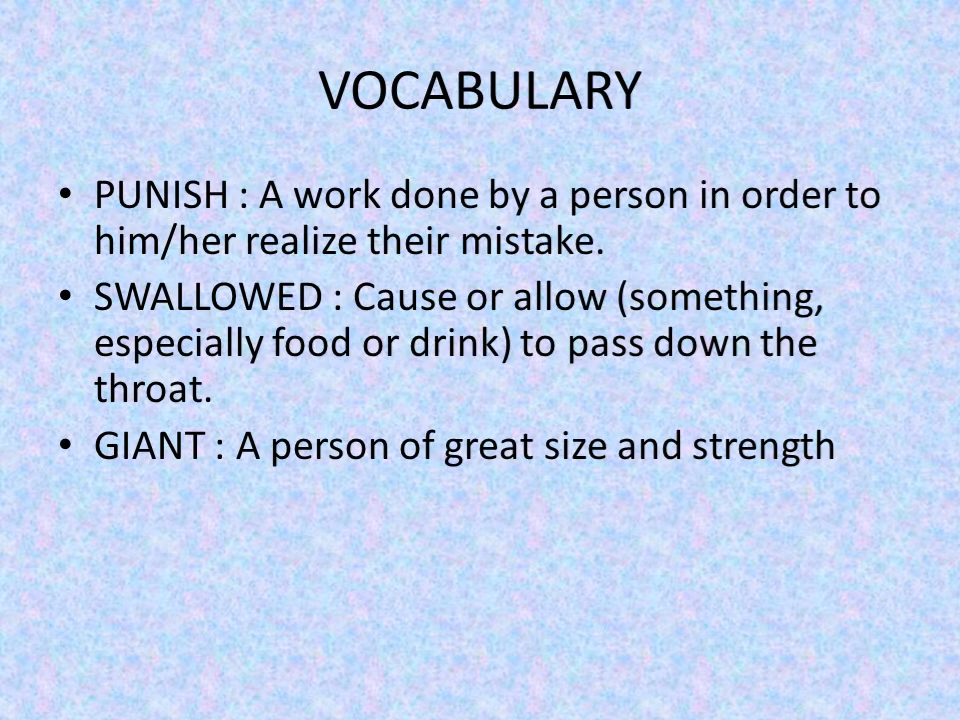 VOCABULARY
• PUNISH : A work done by a person in order to
him/her realize their mistake.
• SWALLOWED : Cause or allow (something,
especially food or drink) to pass down the
throat.
• GIANT : A person of great size and strength